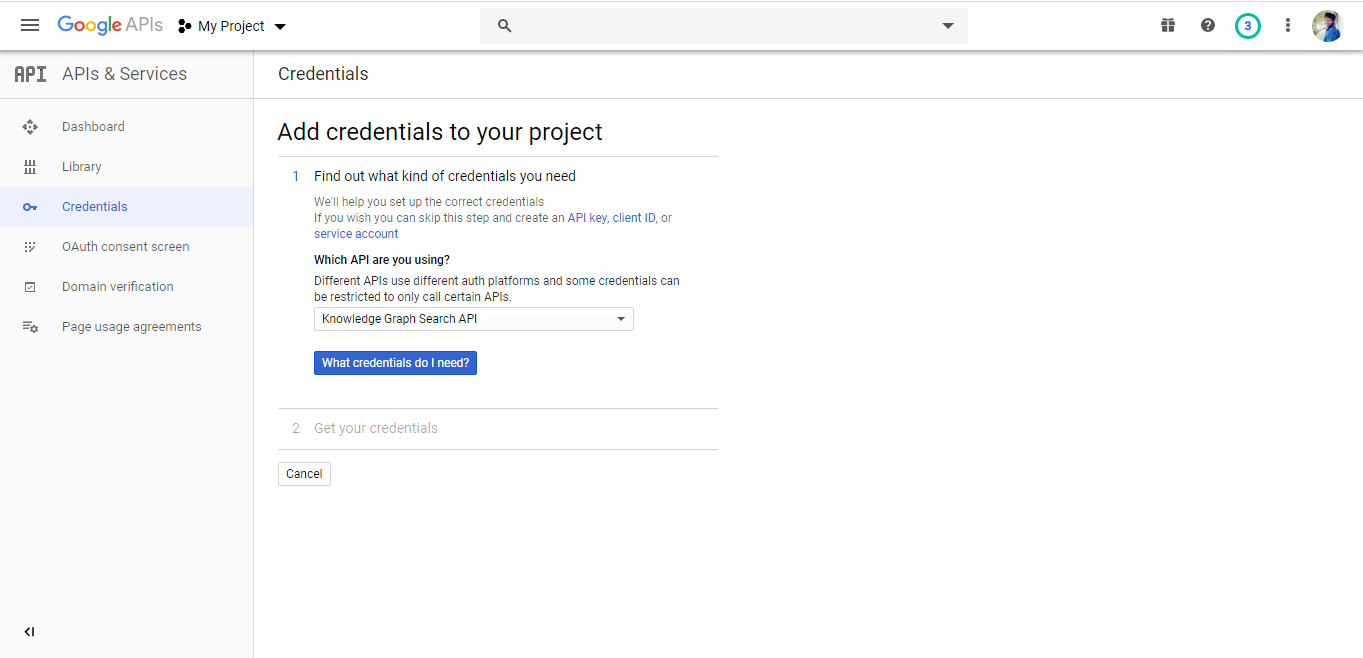 Google APIs My Project 3
API APIs & Services
Credentials
Dashboard
Library
Credentials
OAuth consent screen
Domain verification
Page usage agreements
Add credentials to your project
1 Find out what kind of credentials you need
We'll help you set up the correct credentials
If you wish you can skip this step and create an API key, client ID, or
service account
Which API are you using?
Different APIs use different auth platforms and some credentials can
be restricted to only call certain APIs.
Knowledge Graph Search API
What credentials do I need?
2 Get your credentials
Cancel